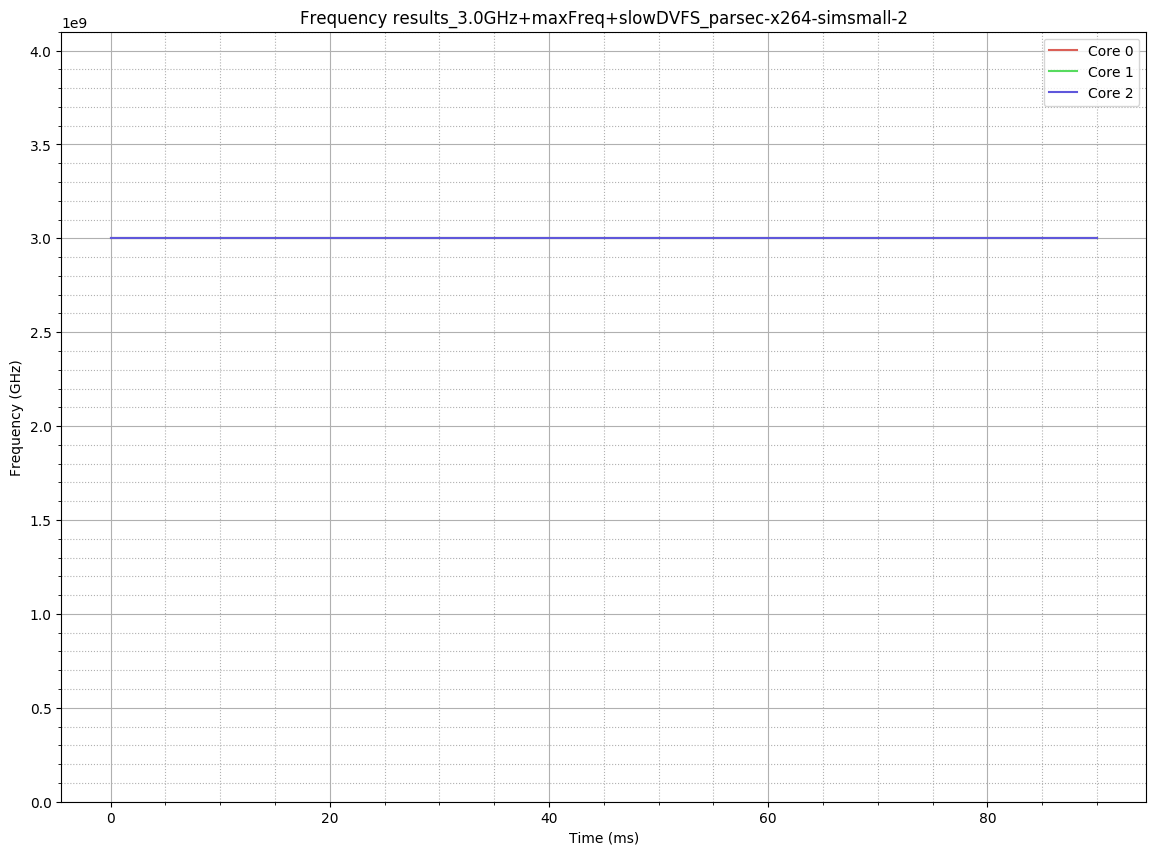 Frequency results_3.0GHz+maxFreq+slowDVFS_parsec-x264-simsmall-2
1e9
4.0
3.5
3.0
2.5
2.0
1.5
1.0
0.5
0.0
Frequency (GHz)
Core 0
Core 1
Core 2
0 20 40 60 80
Time (ms)